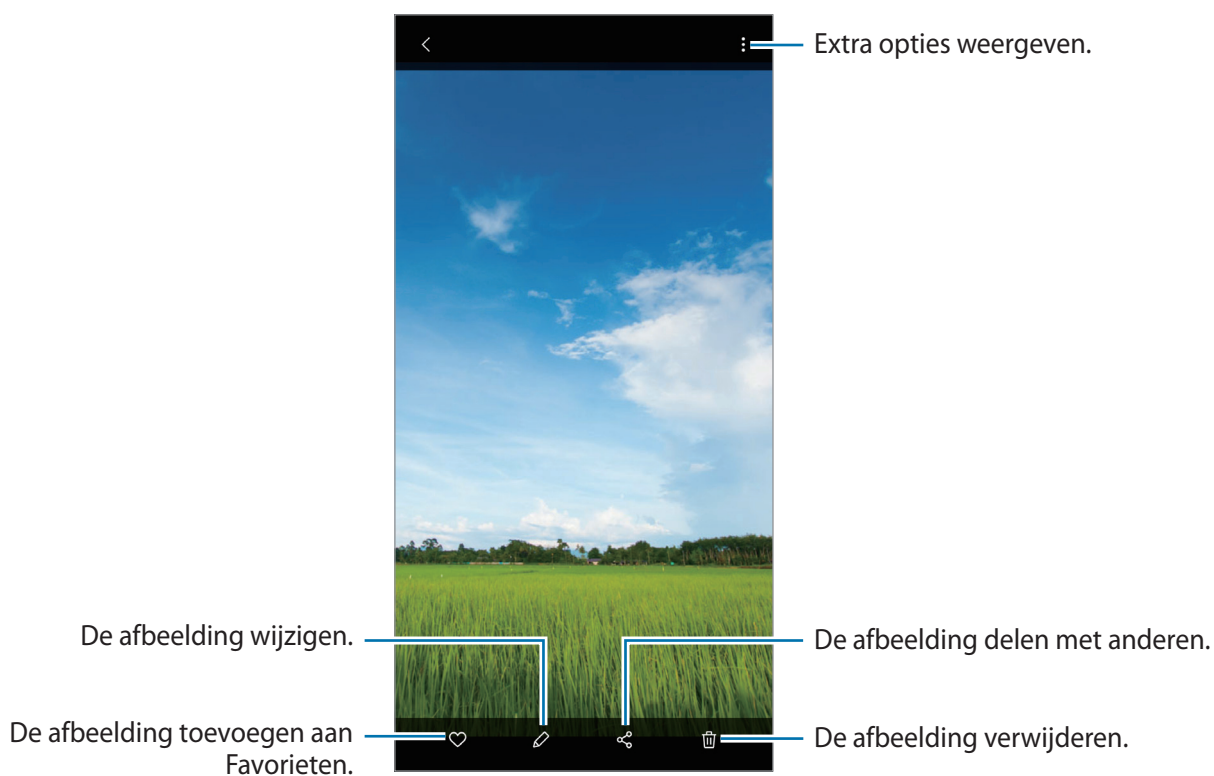 Extra opties weergeven.
De afbeelding wijzigen.
De afbeelding delen met anderen.
De afbeelding toevoegen aan
Favorieten.
De afbeelding verwijderen.